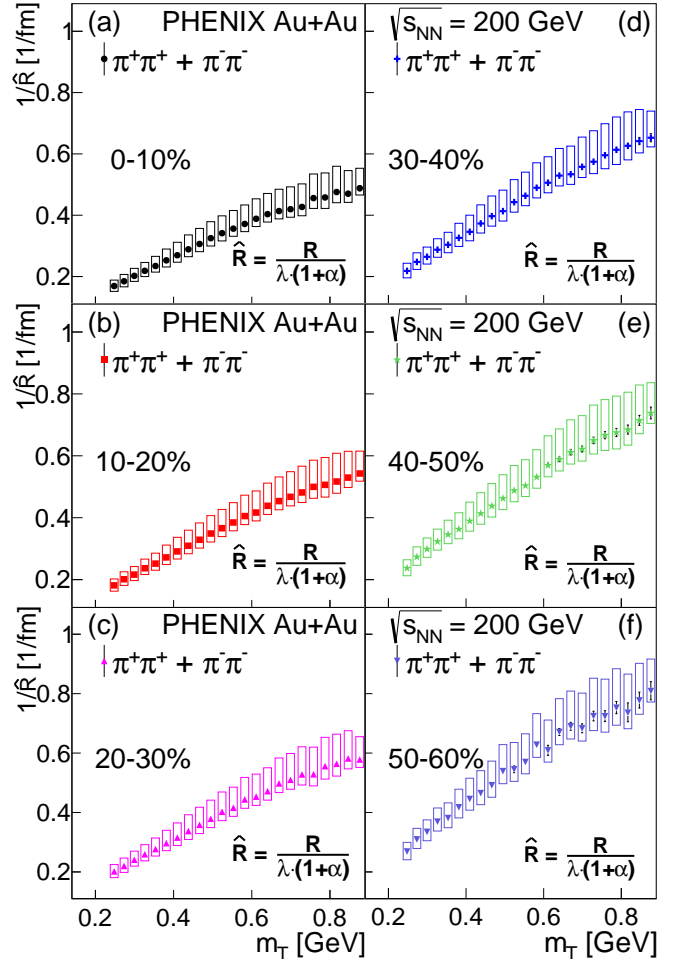 (a) PHENIX Au+Au
π⁺π⁺ + π⁻π⁻
0-10%
R̂ = R / λ·(1+α)
1/R̂ [1/fm]
1
0.8
0.6
0.4
0.2
√s_NN = 200 GeV (d)
π⁺π⁺ + π⁻π⁻
30-40%
R̂ = R / λ·(1+α)
(b) PHENIX Au+Au
π⁺π⁺ + π⁻π⁻
10-20%
R̂ = R / λ·(1+α)
1/R̂ [1/fm]
1
0.8
0.6
0.4
0.2
√s_NN = 200 GeV (e)
π⁺π⁺ + π⁻π⁻
40-50%
R̂ = R / λ·(1+α)
(c) PHENIX Au+Au
π⁺π⁺ + π⁻π⁻
20-30%
R̂ = R / λ·(1+α)
1/R̂ [1/fm]
1
0.8
0.6
0.4
0.2
√s_NN = 200 GeV (f)
π⁺π⁺ + π⁻π⁻
50-60%
R̂ = R / λ·(1+α)
0.2 0.4 0.6 0.8
m_T [GeV]
0.2 0.4 0.6 0.8
m_T [GeV]